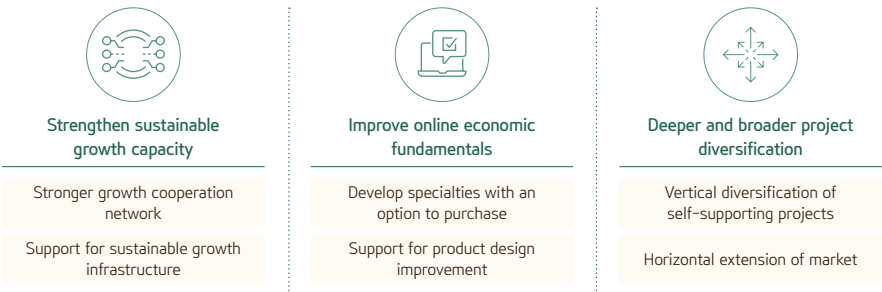 Strengthen sustainable
growth capacity
Stronger growth cooperation
network
Support for sustainable growth
infrastructure
Improve online economic
fundamentals
Develop specialties with an
option to purchase
Support for product design
improvement
Deeper and broader project
diversification
Vertical diversification of
self-supporting projects
Horizontal extension of market